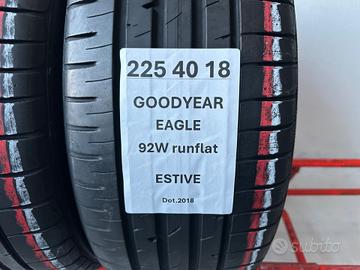 225 40 18
GOODYEAR
EAGLE
92W runflat
ESTIVE
Dot.2018
subito